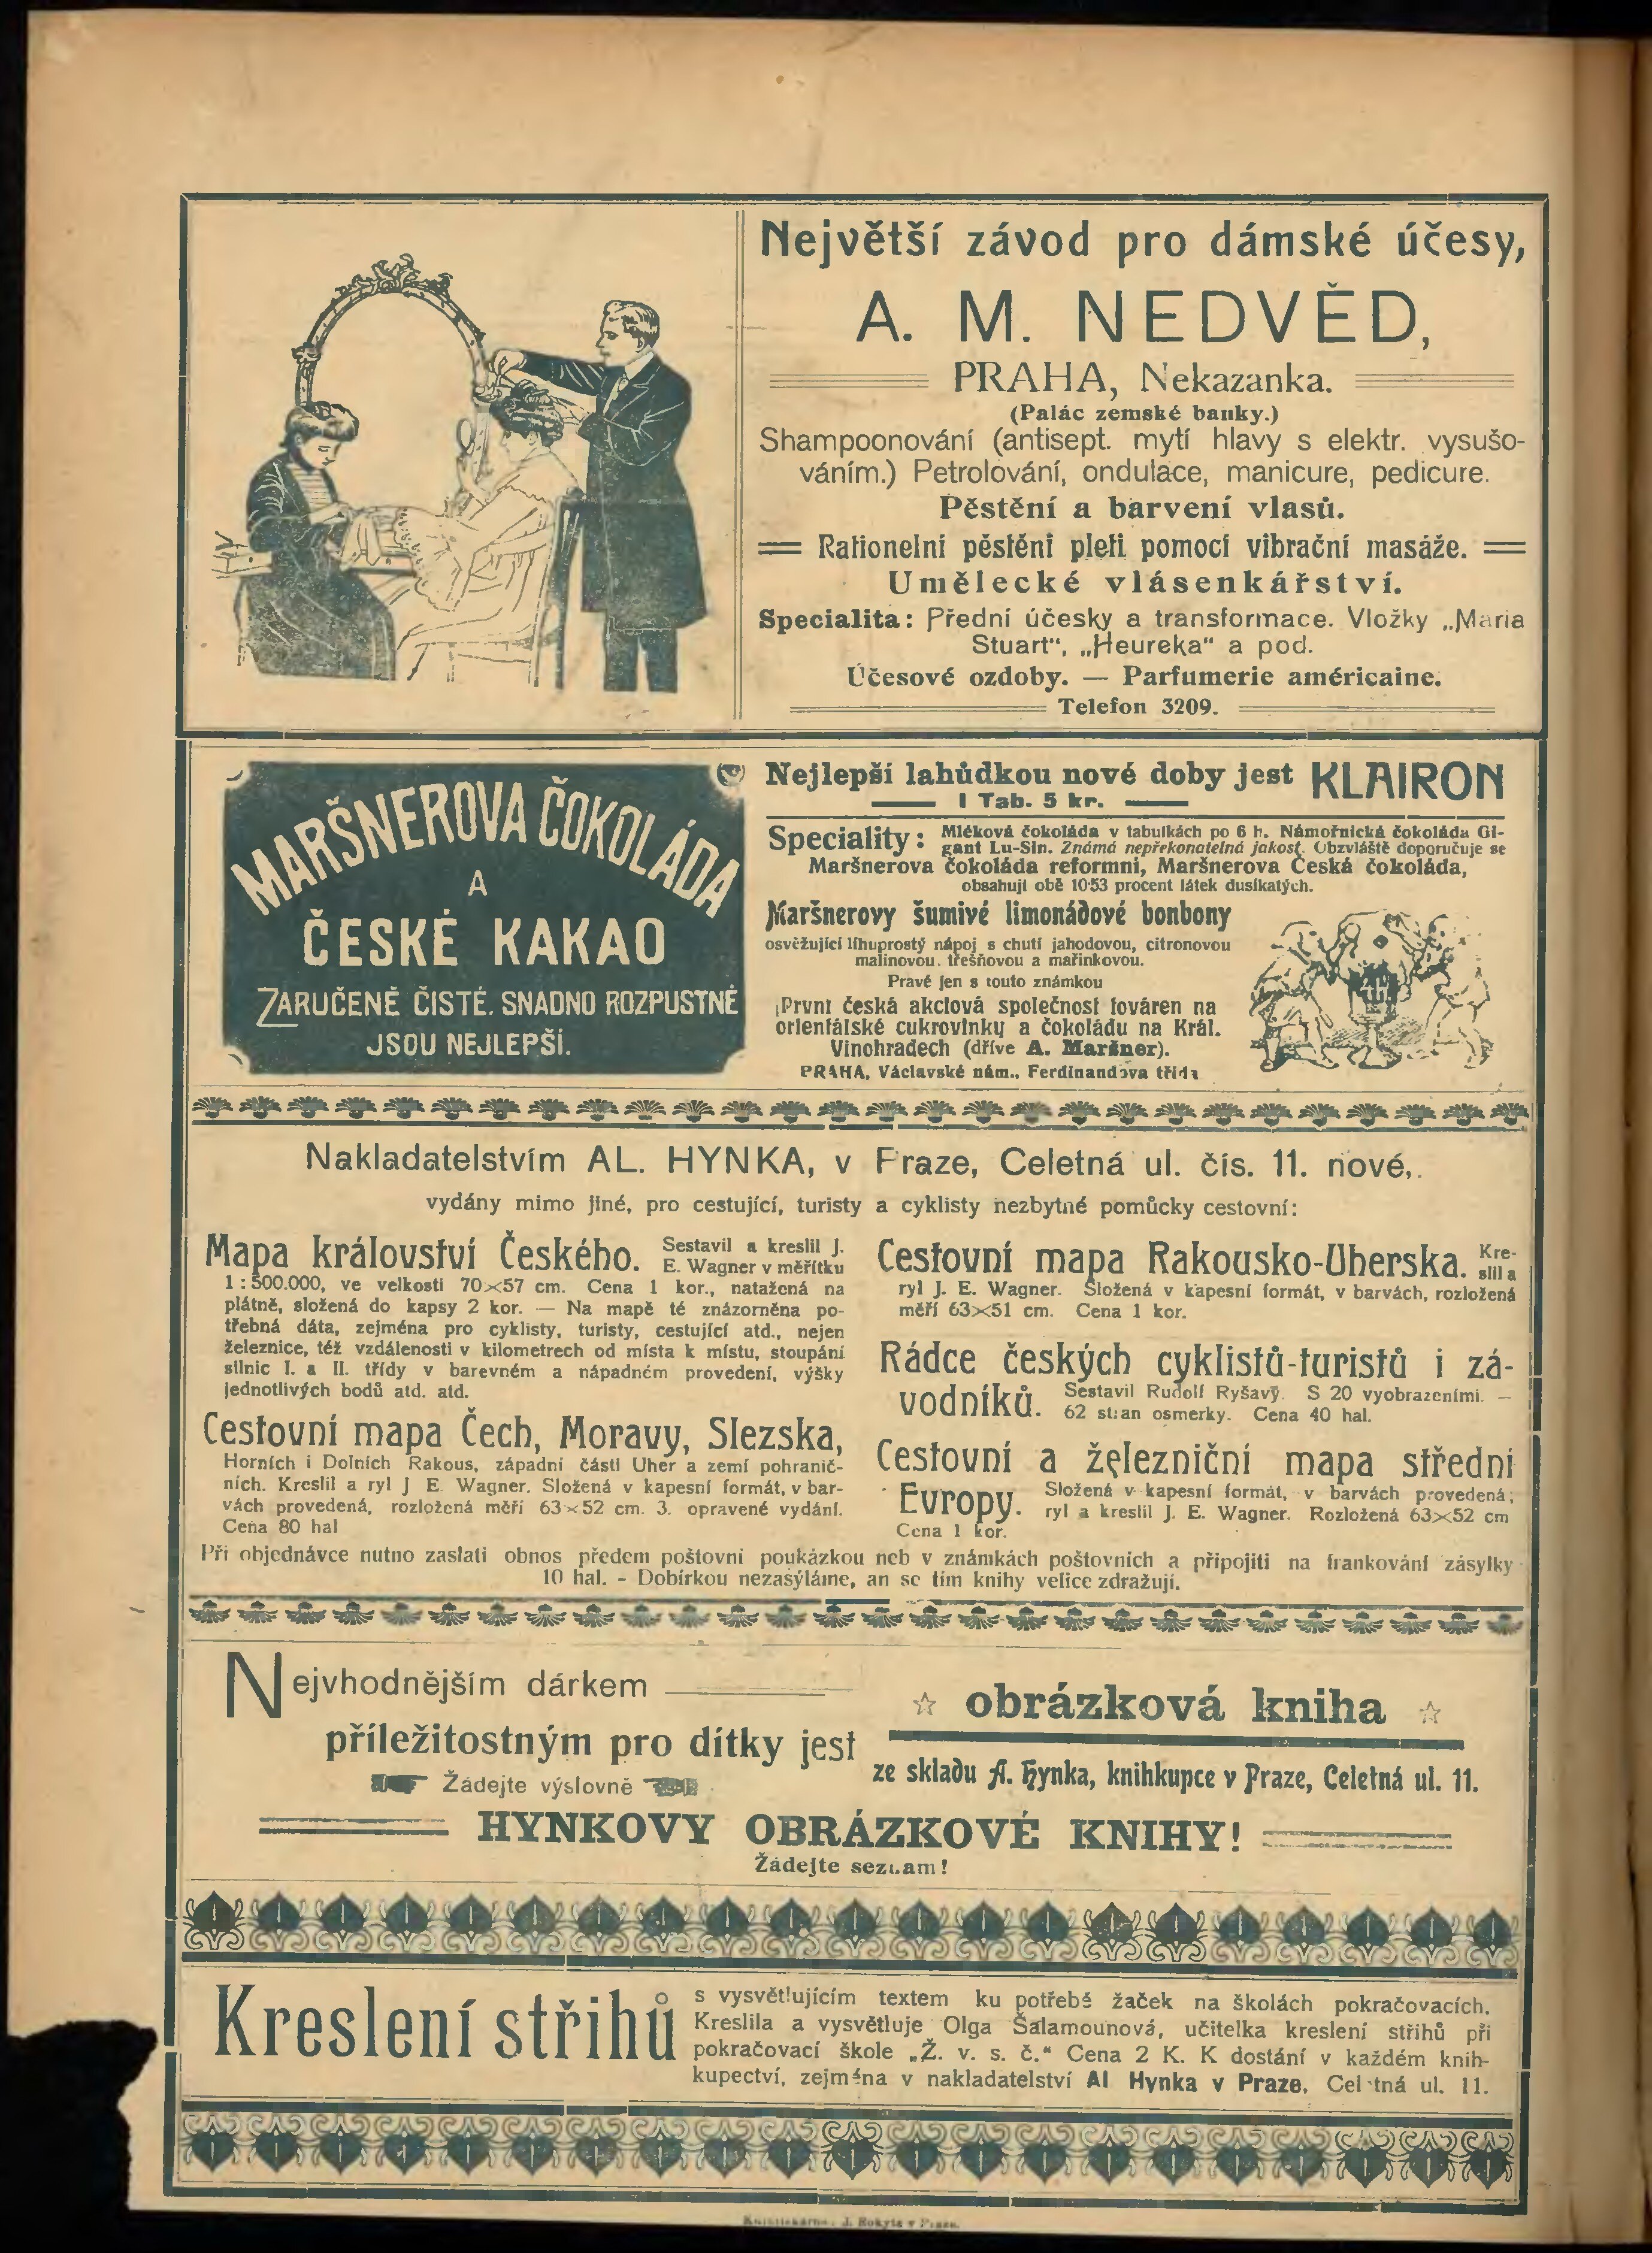 Největší závod pro dámské účesy,
A. M. NEDVĚD,
PRAHA, Nekazanka.
(Palác zemské banky.)
Shampoonování (antisept. mytí hlavy s elektr. vysušo-
váním.) Petrolování, ondulace, manicure, pedicure.
Pěstění a barvení vlasů.
Rationelní pěstění pleti pomocí vibrační masáže.
Umělecké vlásenkářství.
Specialita: Přední účesky a transformace. Vložky „Maria
Stuart“, „Heureka“ a pod.
Účesové ozdoby. — Parfumerie américaine.
Telefon 3209.
MARŠNEROVA ČOKOLÁDA
A
ČESKÉ KAKAO
ZARUČENĚ ČISTÉ. SNADNO ROZPUSTNÉ
JSOU NEJLEPŠÍ.
Nejlepší lahůdkou nové doby jest KLAIRON
1 Tab. 5 kr.
Speciality: Mléková čokoláda v tabulkách po 6 h. Námořnická čokoláda Gi-
gant Lu-Sin. Známá nepřekonatelná jakost. Obzvláště doporučuje se
Maršnerova čokoláda reformní, Maršnerova Česká čokoláda,
obsahují obě 10·53 procent látek dusíkatých.
Maršnerovy šumivé limonádové bonbony
osvěžující líhuprostý nápoj s chutí jahodovou, citronovou
malinovou, třešňovou a mařinkovou.
Pravé jen s touto známkou
První česká akciová společnost továren na
orientálské cukrovinky a čokoládu na Král.
Vinohradech (dříve A. Maršner).
PRAHA, Václavské nám., Ferdinandova třída
4H.
Nakladatelstvím AL. HYNKA, v Praze, Celetná ul. čís. 11. nové,
vydány mimo jiné, pro cestující, turisty a cyklisty nezbytné pomůcky cestovní:
Mapa království Českého. Sestavil a kreslil J.
E. Wagner v měřítku
1 : 500.000, ve velkosti 70×57 cm. Cena 1 kor., natažená na
plátně, složená do kapsy 2 kor. — Na mapě té znázorněna po-
třebná dáta, zejména pro cyklisty, turisty, cestující atd., nejen
železnice, též vzdálenosti v kilometrech od místa k místu, stoupání
silnic I. a II. třídy v barevném a nápadném provedení, výšky
jednotlivých bodů atd. atd.
Cestovní mapa Čech, Moravy, Slezska,
Horních i Dolních Rakous, západní části Uher a zemí pohranič-
ních. Kreslil a ryl J E. Wagner. Složená v kapesní formát, v bar-
vách provedená, rozložená měří 63×52 cm. 3. opravené vydání.
Cena 80 hal
Cestovní mapa Rakousko-Uherska. Kre-
slil a
ryl J. E. Wagner. Složená v kapesní formát, v barvách, rozložená
měří 63×51 cm. Cena 1 kor.
Rádce českých cyklistů-turistů i zá-
vodníků. Sestavil Rudolf Ryšavý. S 20 vyobrazeními. —
62 stran osmerky. Cena 40 hal.
Cestovní a železniční mapa střední
Evropy. Složená v kapesní formát, v barvách provedená;
ryl a kreslil J. E. Wagner. Rozložená 63×52 cm
Cena 1 kor.
Při objednávce nutno zaslati obnos předem poštovní poukázkou neb v známkách poštovních a připojiti na frankování zásylky
10 hal. - Dobírkou nezasýláme, an se tím knihy velice zdražují.
Nejvhodnějším dárkem
příležitostným pro dítky jest
Žádejte výslovně
☆ obrázková kniha ☆
ze skladu A. Hynka, knihkupce v Praze, Celetná ul. 11.
HYNKOVY OBRÁZKOVÉ KNIHY!
Žádejte seznam!
Kreslení střihů s vysvětlujícím textem ku potřebě žaček na školách pokračovacích.
Kreslila a vysvětluje Olga Šalamounová, učitelka kreslení střihů při
pokračovací škole „Ž. v. s. č.“ Cena 2 K. K dostání v každém knih-
kupectví, zejména v nakladatelství Al Hynka v Praze, Celetná ul. 11.
Knihtiskárna J. Rokyta v Praze.